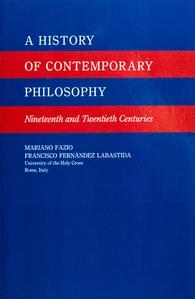 A HISTORY
OF CONTEMPORARY
PHILOSOPHY
Nineteenth and Twentieth Centuries
MARIANO FAZIO
FRANCISCO FERNÁNDEZ LABASTIDA
University of the Holy Cross
Rome, Italy